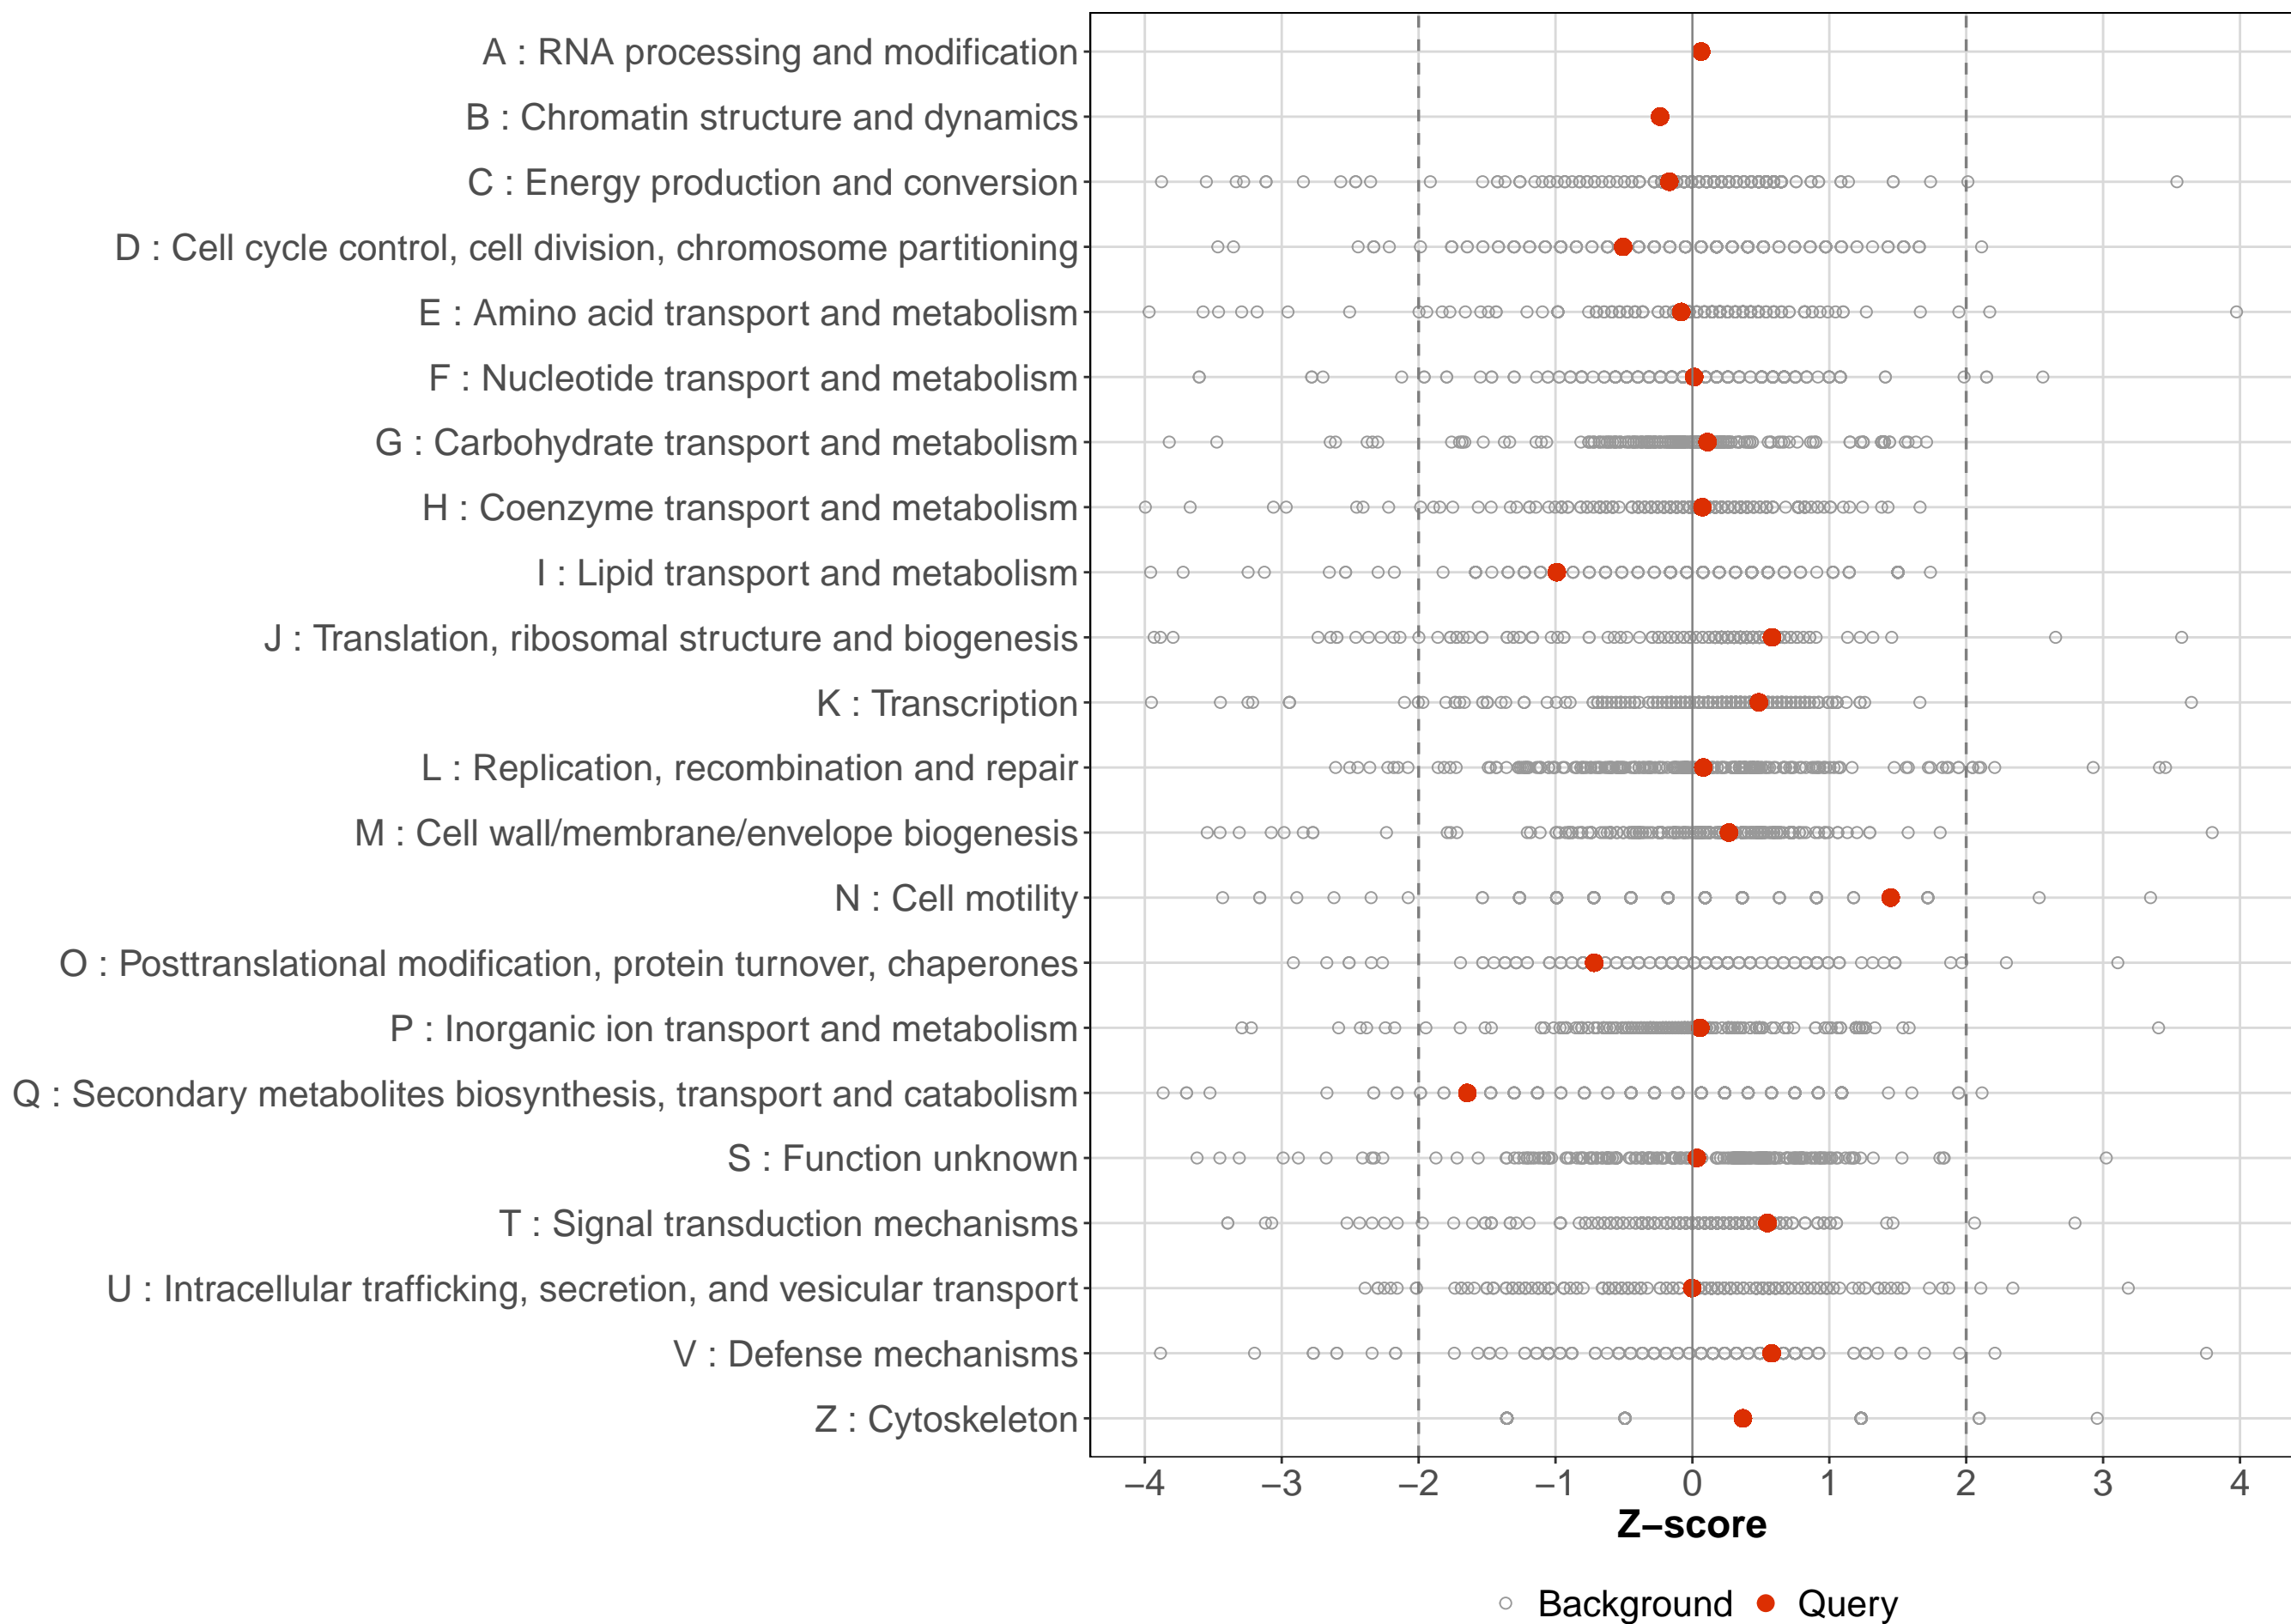 A : RNA processing and modification
B : Chromatin structure and dynamics
C : Energy production and conversion
D : Cell cycle control, cell division, chromosome partitioning
E : Amino acid transport and metabolism
F : Nucleotide transport and metabolism
G : Carbohydrate transport and metabolism
H : Coenzyme transport and metabolism
I : Lipid transport and metabolism
J : Translation, ribosomal structure and biogenesis
K : Transcription
L : Replication, recombination and repair
M : Cell wall/membrane/envelope biogenesis
N : Cell motility
O : Posttranslational modification, protein turnover, chaperones
P : Inorganic ion transport and metabolism
Q : Secondary metabolites biosynthesis, transport and catabolism
S : Function unknown
T : Signal transduction mechanisms
U : Intracellular trafficking, secretion, and vesicular transport
V : Defense mechanisms
Z : Cytoskeleton
−4 −3 −2 −1 0 1 2 3 4
Z−score
Background Query